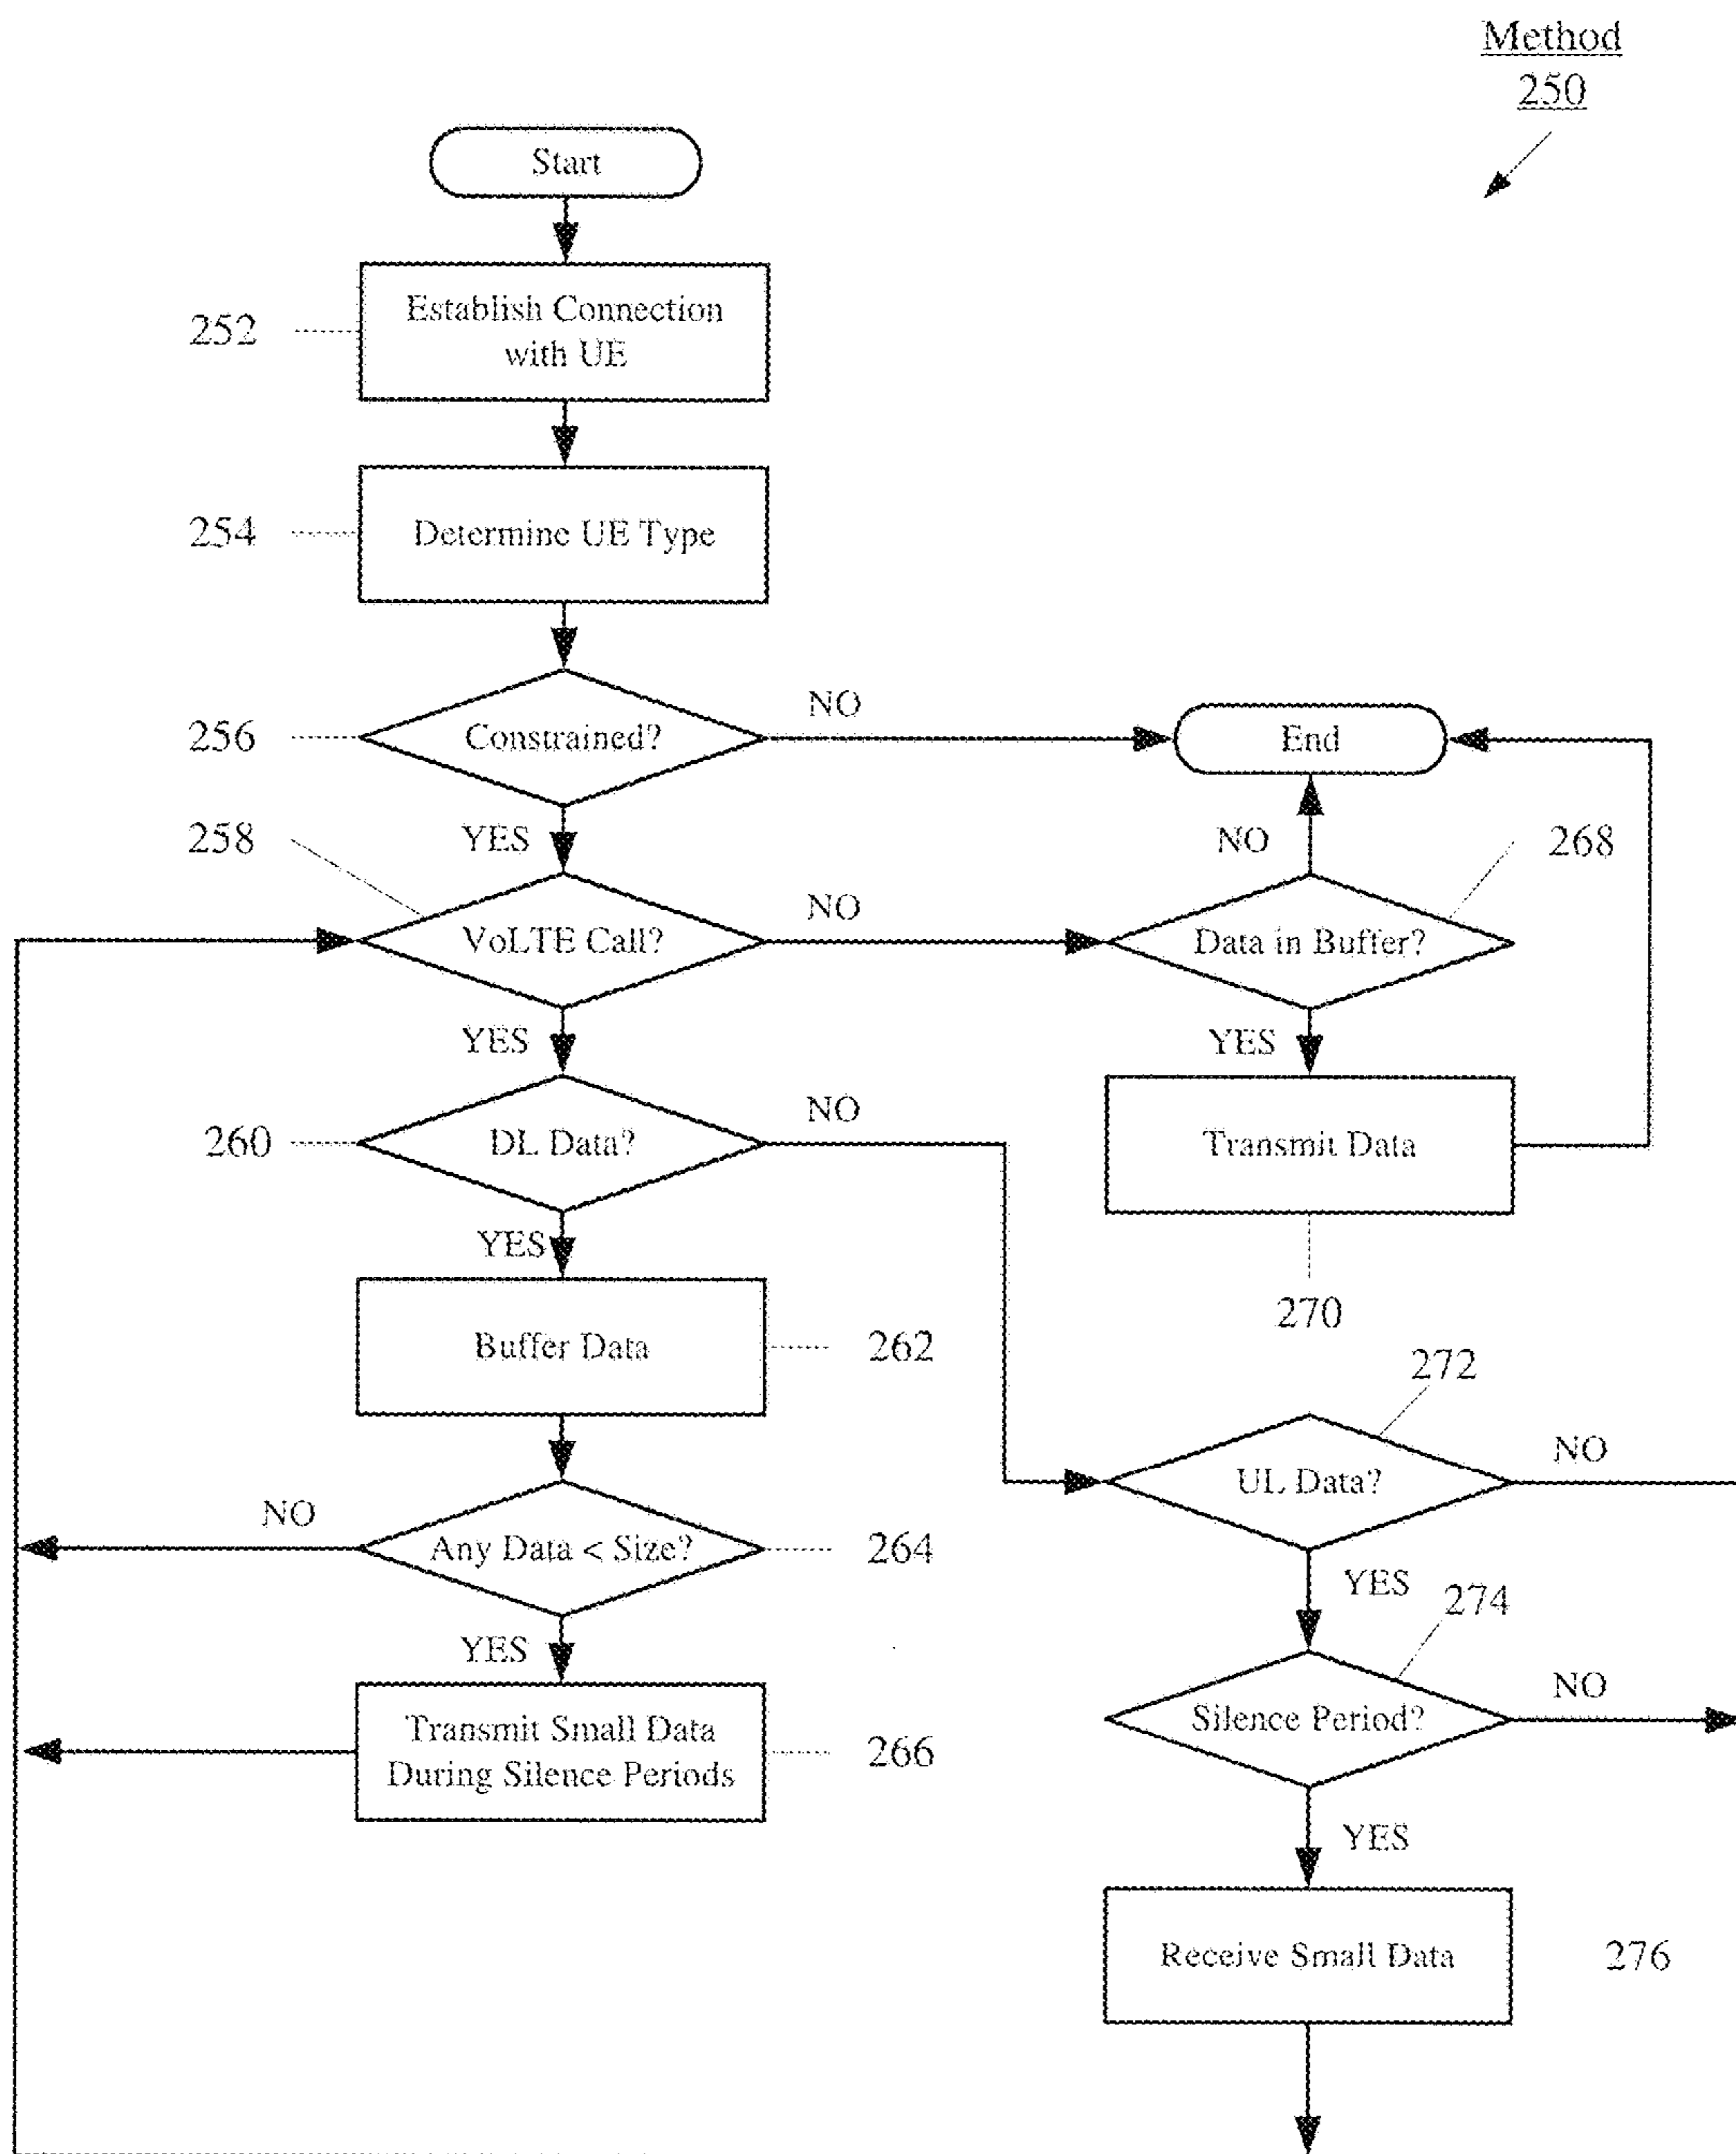 Method
250
Start
252
Establish Connection
with UE
254
Determine UE Type
256
Constrained?
NO
End
YES
NO
268
258
VoLTE Call?
NO
Data in Buffer?
YES
YES
260
DL Data?
NO
Transmit Data
YES
270
Buffer Data
262
272
UL Data?
NO
NO
Any Data < Size?
264
YES
274
YES
Silence Period?
NO
Transmit Small Data
During Silence Periods
266
YES
Receive Small Data
276